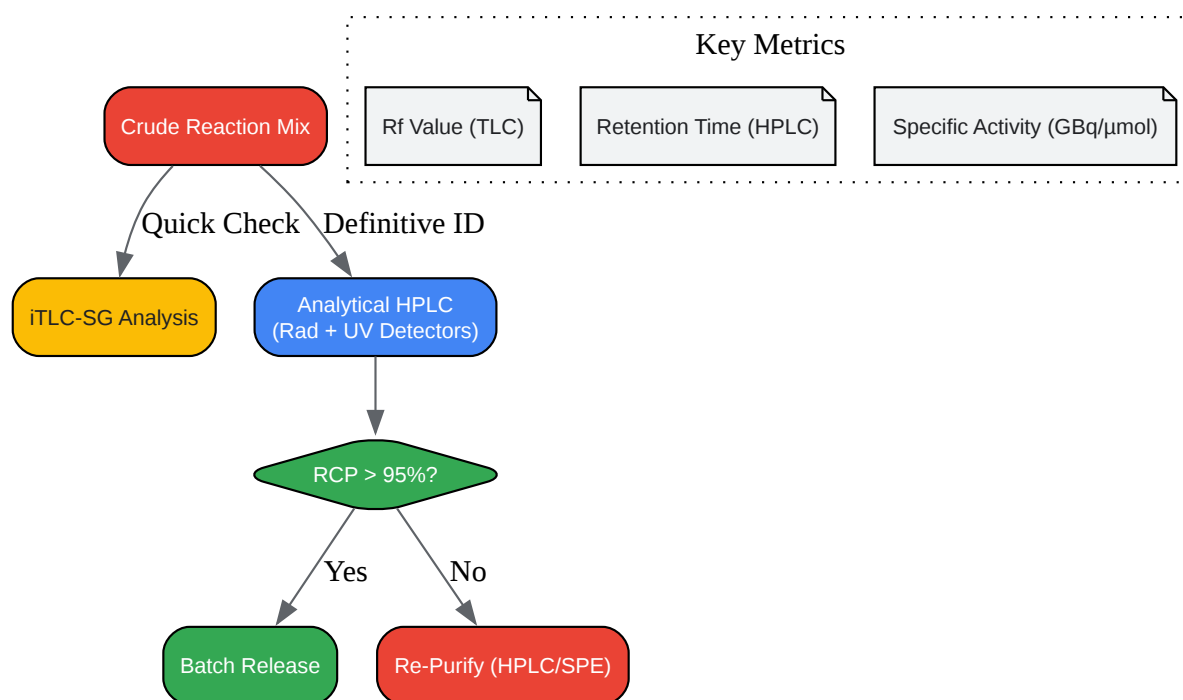 Key Metrics
Crude Reaction Mix
Rf Value (TLC)
Retention Time (HPLC)
Specific Activity (GBq/µmol)
Quick Check
Definitive ID
iTLC-SG Analysis
Analytical HPLC
(Rad + UV Detectors)
RCP > 95%?
Yes
No
Batch Release
Re-Purify (HPLC/SPE)